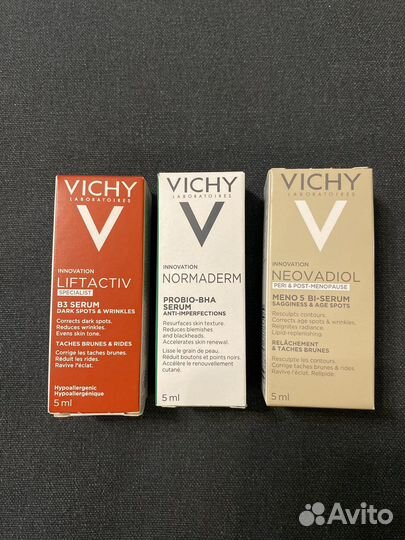 VICHY
LABORATOIRES
INNOVATION
LIFTACTIV
SPECIALIST
B3 SERUM
DARK SPOTS & WRINKLES
Corrects dark spots.
Reduces wrinkles.
Evens skin tone.
TACHES BRUNES & RIDES
Corrige les taches brunes.
Réduit les rides.
Ravive l'éclat.
Hypoallergenic
Hypoallergénique
5 ml
VICHY
LABORATOIRES
INNOVATION
NORMADERM
PROBIO-BHA
SERUM
ANTI-IMPERFECTIONS
Resurfaces skin texture.
Reduces blemishes
and blackheads.
Accelerates skin renewal.
Lisse le grain de peau.
Réduit boutons et points noirs.
Accélère le renouvellement
cutané.
5 ml
VICHY
LABORATOIRES
INNOVATION
NEOVADIOL
PERI & POST-MENOPAUSE
MENO 5 BI-SERUM
SAGGINESS & AGE SPOTS
Resculpts contours.
Corrects age spots & wrinkles.
Reignites radiance.
Lipid-replenishing.
RELÂCHEMENT
& TACHES BRUNES
Resculpte les contours.
Corrige taches brunes & rides.
Ravive l'éclat. Relipide.
5 ml
Avito